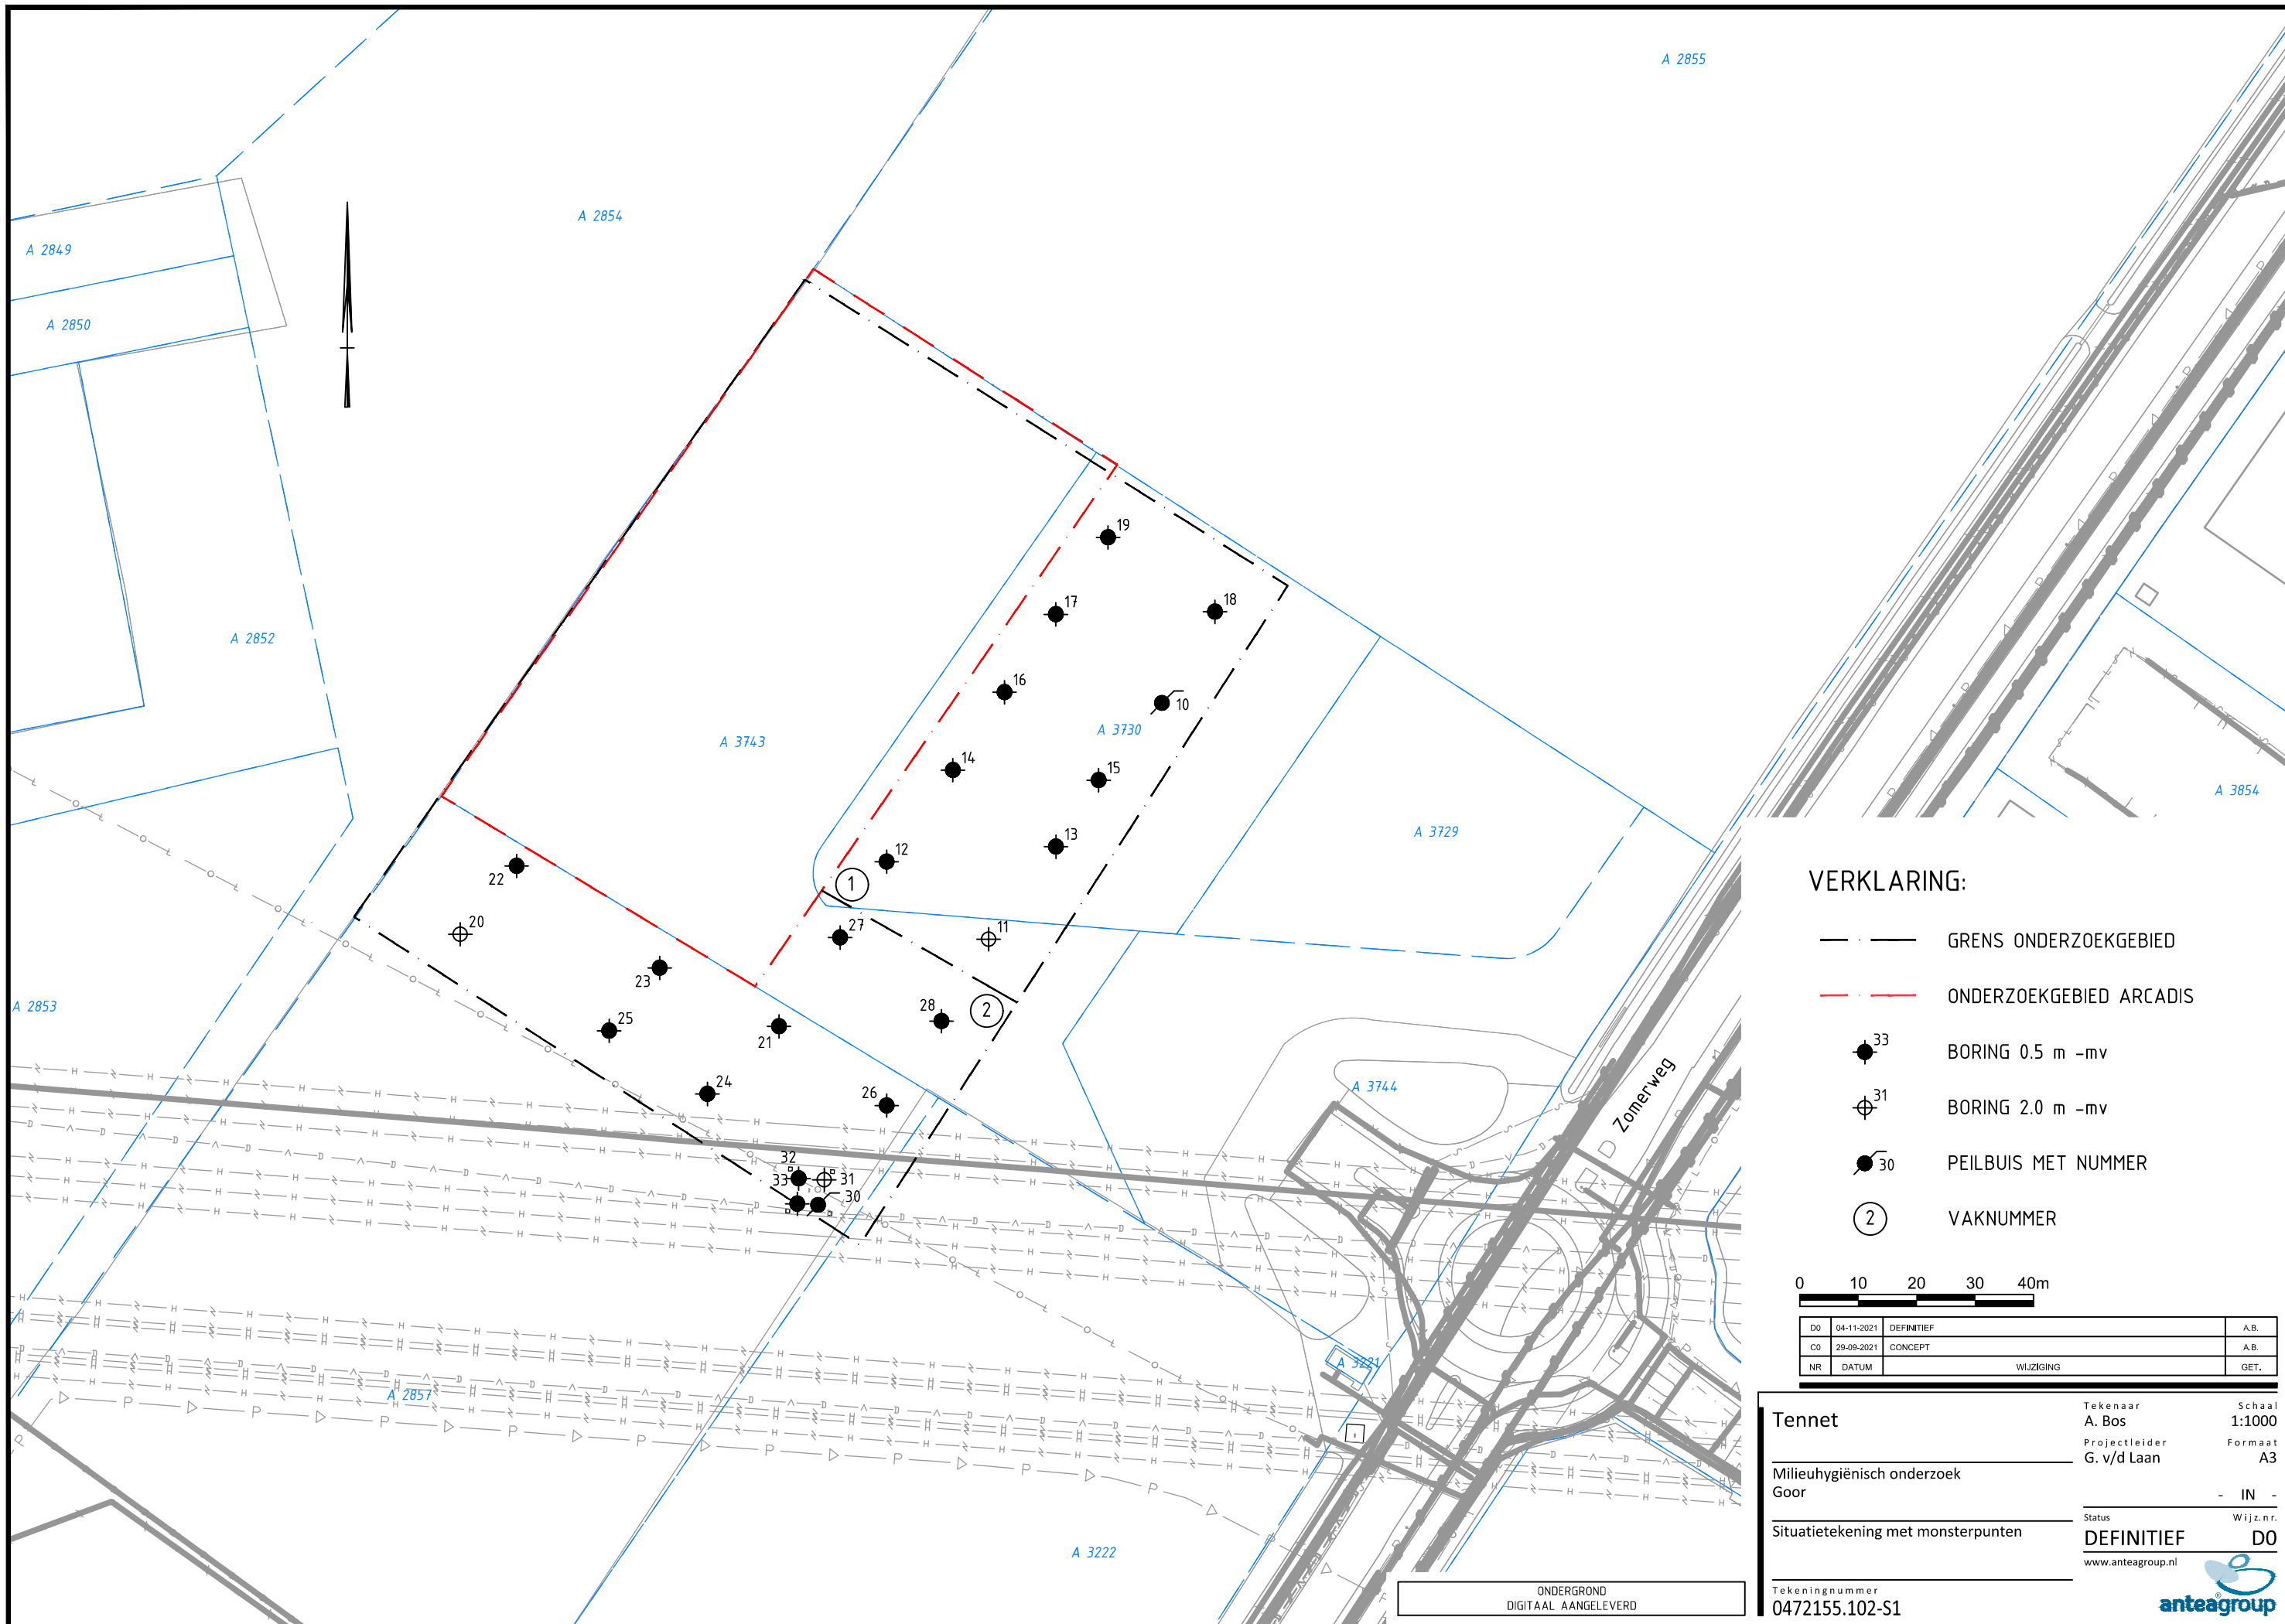 A 2855
A 2854
A 2849
A 2850
A 2852
A 3743
A 3730
A 3729
A 3854
A 2853
A 3744
A 3221
A 2857
A 3222
19
17
18
16
10
14
15
13
12
1
22
20
27
11
23
25
28
2
21
24
26
32
33
31
30
Zomerweg
VERKLARING:
GRENS ONDERZOEKGEBIED
ONDERZOEKGEBIED ARCADIS
33 BORING 0.5 m -mv
31 BORING 2.0 m -mv
30 PEILBUIS MET NUMMER
2 VAKNUMMER
0 10 20 30 40m
D0 04-11-2021 DEFINITIEF A.B.
C0 29-09-2021 CONCEPT A.B.
NR DATUM WIJZIGING GET.
Tennet
Tekenaar Schaal
A. Bos 1:1000
Projectleider Formaat
G. v/d Laan A3
Milieuhygiënisch onderzoek
Goor
- IN -
Situatietekening met monsterpunten
Status Wijz.nr.
DEFINITIEF D0
www.anteagroup.nl
Tekeningnummer
0472155.102-S1
anteagroup
ONDERGROND
DIGITAAL AANGELEVERD